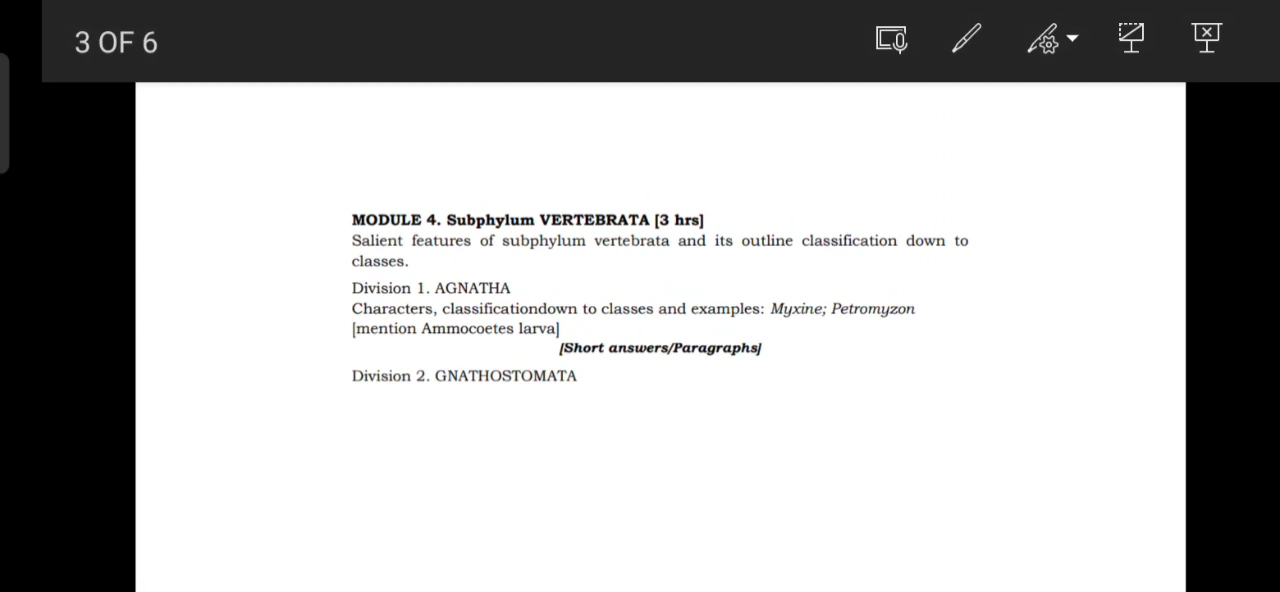 3 OF 6
MODULE 4. Subphylum VERTEBRATA [3 hrs]
Salient features of subphylum vertebrata and its outline classification down to
classes.
Division 1. AGNATHA
Characters, classificationdown to classes and examples: Myxine; Petromyzon
[mention Ammocoetes larva]
[Short answers/Paragraphs]
Division 2. GNATHOSTOMATA